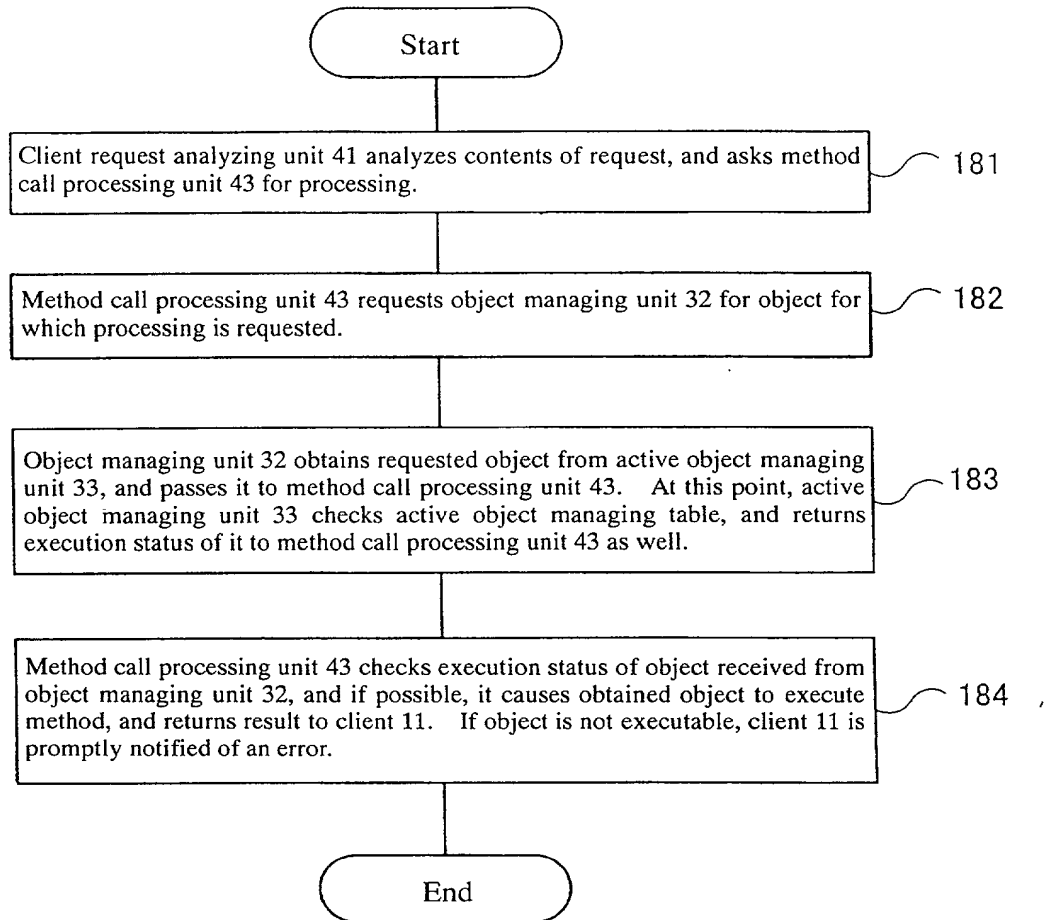 Start
Client request analyzing unit 41 analyzes contents of request, and asks method
call processing unit 43 for processing.
181
Method call processing unit 43 requests object managing unit 32 for object for
which processing is requested.
182
Object managing unit 32 obtains requested object from active object managing
unit 33, and passes it to method call processing unit 43. At this point, active
object managing unit 33 checks active object managing table, and returns
execution status of it to method call processing unit 43 as well.
183
Method call processing unit 43 checks execution status of object received from
object managing unit 32, and if possible, it causes obtained object to execute
method, and returns result to client 11. If object is not executable, client 11 is
promptly notified of an error.
184
End